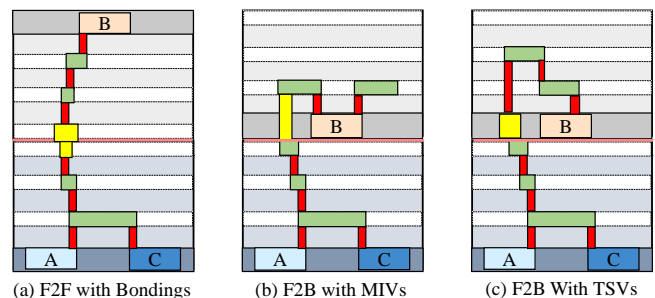 B
A
C
(a) F2F with Bondings
B
A
C
(b) F2B with MIVs
B
A
C
(c) F2B With TSVs